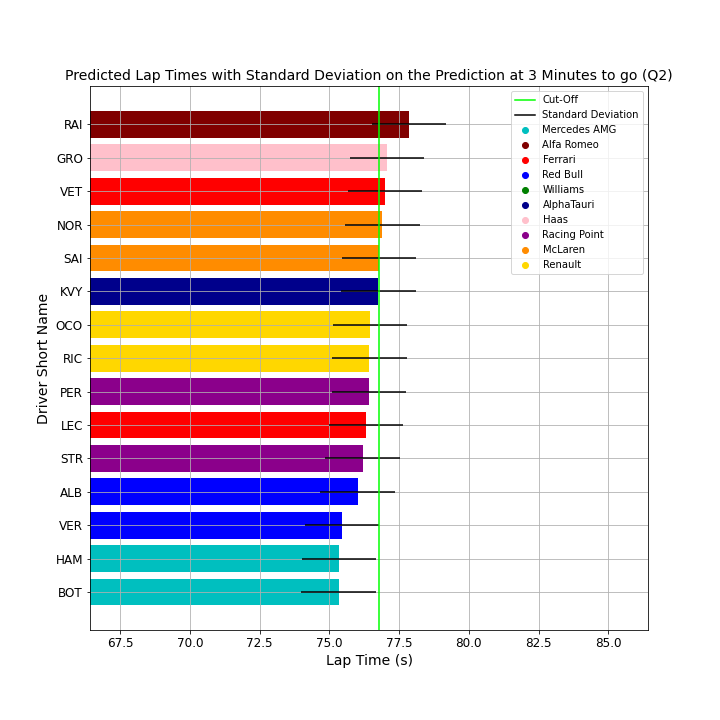 Predicted Lap Times with Standard Deviation on the Prediction at 3 Minutes to go (Q2)
Cut-Off
Standard Deviation
Mercedes AMG
Alfa Romeo
Ferrari
Red Bull
Williams
AlphaTauri
Haas
Racing Point
McLaren
Renault
Driver Short Name
RAI
GRO
VET
NOR
SAI
KVY
OCO
RIC
PER
LEC
STR
ALB
VER
HAM
BOT
67.5 70.0 72.5 75.0 77.5 80.0 82.5 85.0
Lap Time (s)